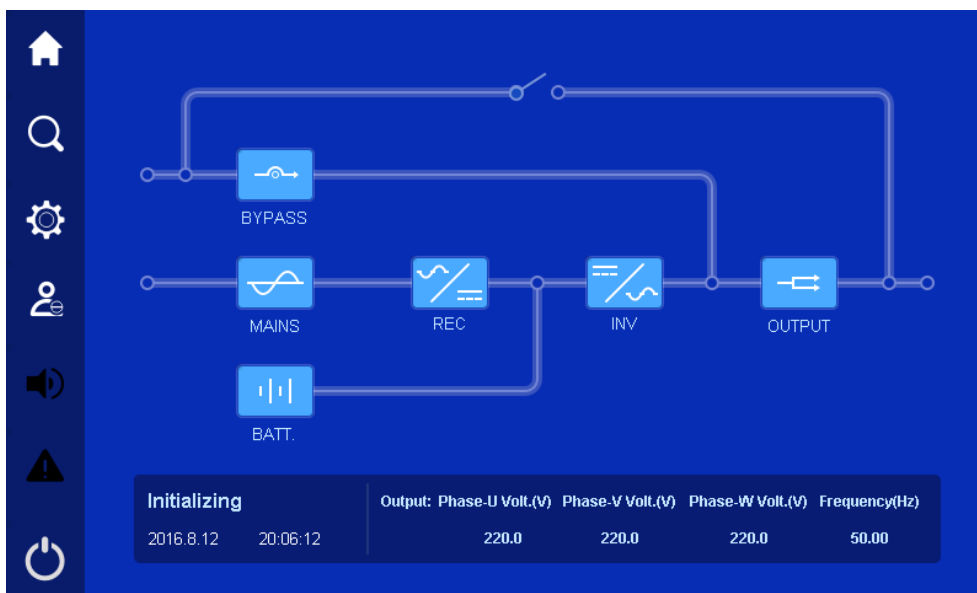 BYPASS
MAINS
REC
INV
OUTPUT
BATT.
Initializing
Output: Phase-U Volt.(V) Phase-V Volt.(V) Phase-W Volt.(V) Frequency(Hz)
2016.8.12 20:06:12
220.0 220.0 220.0 50.00